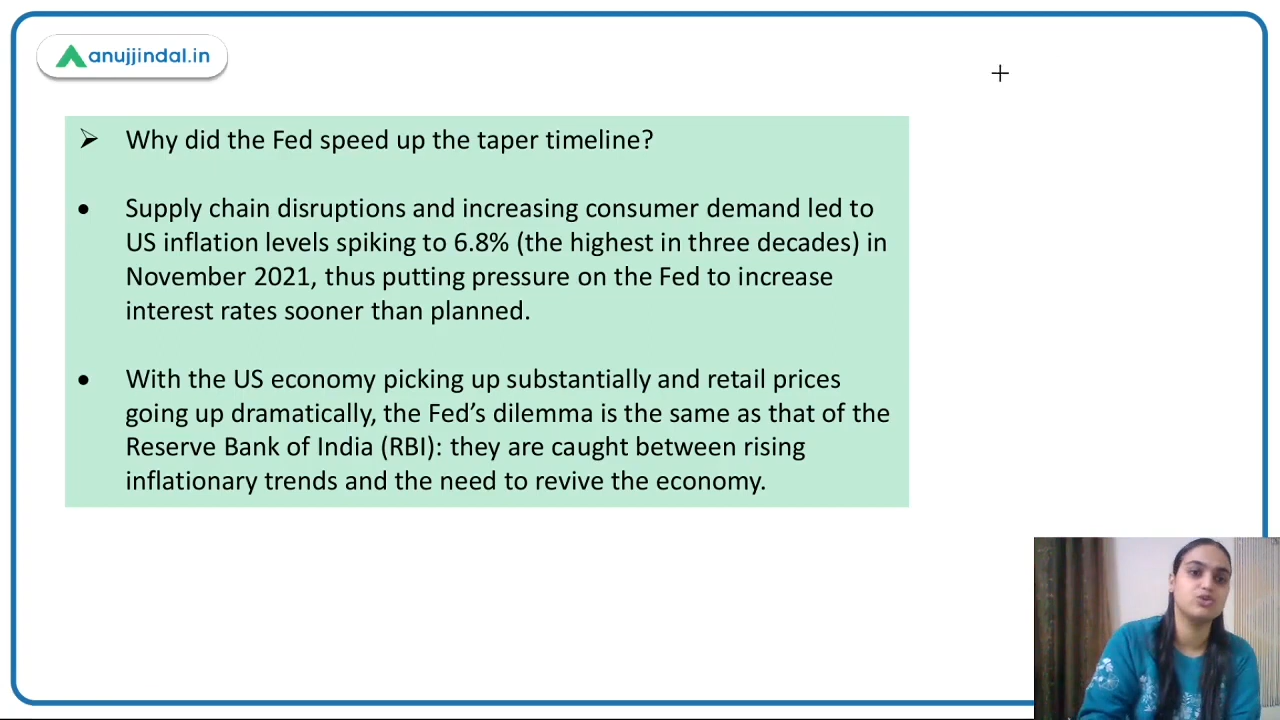 anujjindal.in
➢ Why did the Fed speed up the taper timeline?
• Supply chain disruptions and increasing consumer demand led to
US inflation levels spiking to 6.8% (the highest in three decades) in
November 2021, thus putting pressure on the Fed to increase
interest rates sooner than planned.
• With the US economy picking up substantially and retail prices
going up dramatically, the Fed’s dilemma is the same as that of the
Reserve Bank of India (RBI): they are caught between rising
inflationary trends and the need to revive the economy.